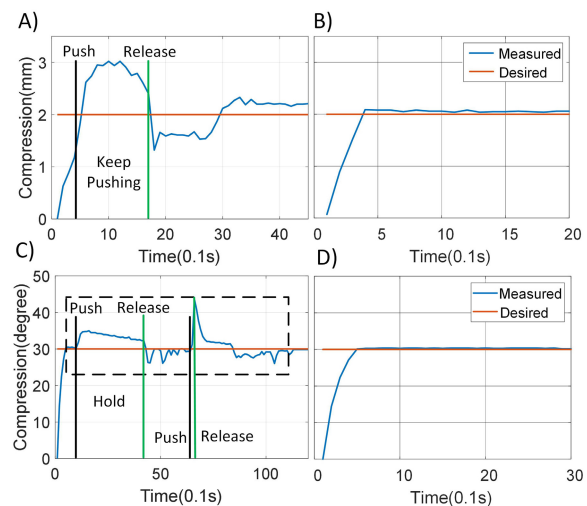 A)
B)
Push
Release
Keep
Pushing
Compression(mm)
3
2
1
0
0
10
20
30
40
Time(0.1s)
Measured
Desired
5
10
15
20
Time(0.1s)
C)
D)
Push
Release
Hold
Push
Release
Compression(degree)
50
40
30
20
10
0
0
50
100
Time(0.1s)
Measured
Desired
0
10
20
30
Time(0.1s)